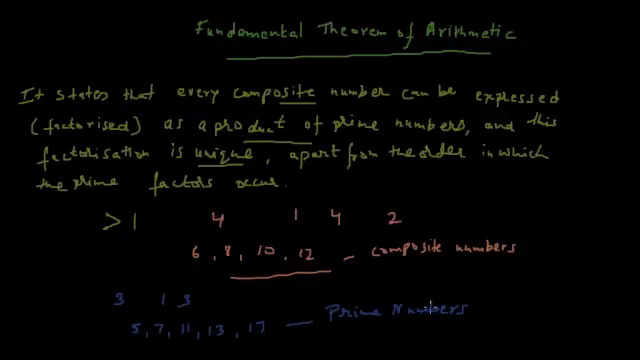 Fundamental Theorem of Arithmetic
It states that every composite number can be expressed
(factorised) as a product of prime numbers, and this
factorisation is unique, apart from the order in which
the prime factors occur.
> 1 4 1 4 2
6, 8, 10, 12 — composite numbers
3 1 3
5, 7, 11, 13, 17 — Prime Numbers